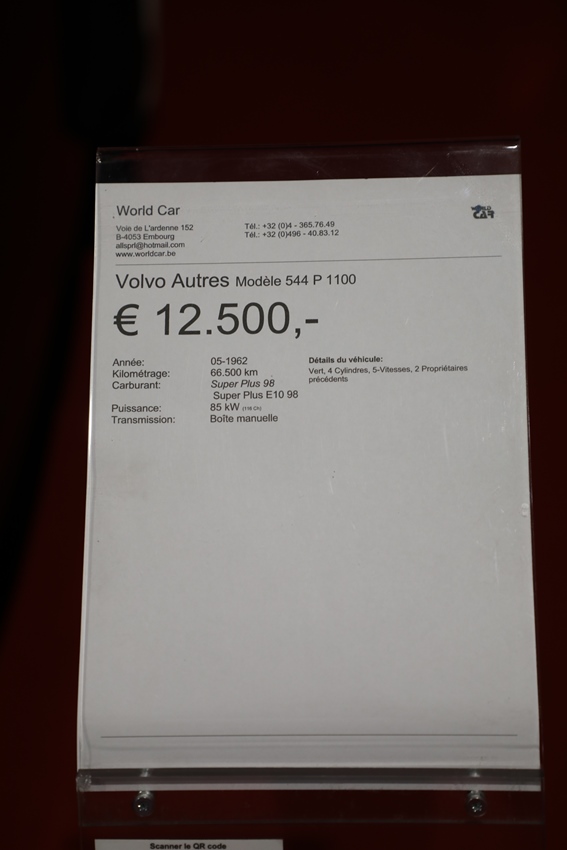 World Car
Voie de L'ardenne 152
B-4053 Embourg
allsprl@hotmail.com
www.worldcar.be
Tél.: +32 (0)4 - 365.76.49
Tél.: +32 (0)496 - 40.83.12
CAR
Volvo Autres Modèle 544 P 1100
€ 12.500,-
Année: 05-1962
Kilométrage: 66.500 km
Carburant: Super Plus 98
Super Plus E10 98
Puissance: 85 kW (116 Ch)
Transmission: Boîte manuelle
Détails du véhicule:
Vert, 4 Cylindres, 5-Vitesses, 2 Propriétaires
précédents
Scanner le QR code